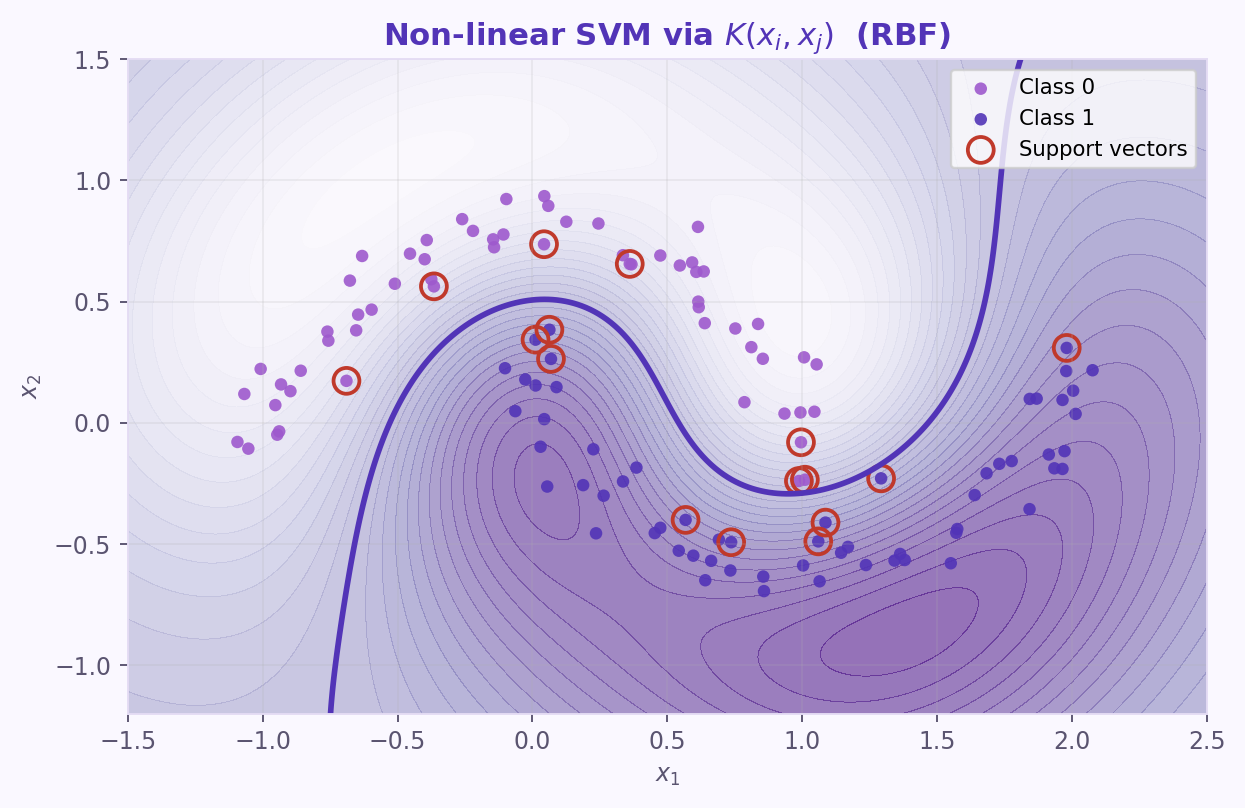 Non-linear SVM via $K(x_i, x_j)$ (RBF)
Class 0
Class 1
Support vectors
1.5
1.0
0.5
0.0
−0.5
−1.0
x₂
−1.5 −1.0 −0.5 0.0 0.5 1.0 1.5 2.0 2.5
x₁